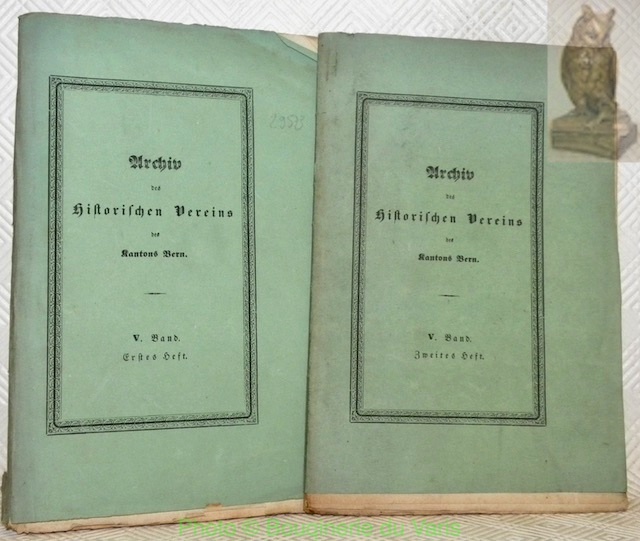 Archiv
des
Historischen Vereins
des
Kantons Bern.
V. Band.
Erstes Heft.
Archiv
des
Historischen Vereins
des
Kantons Bern.
V. Band.
Zweites Heft.